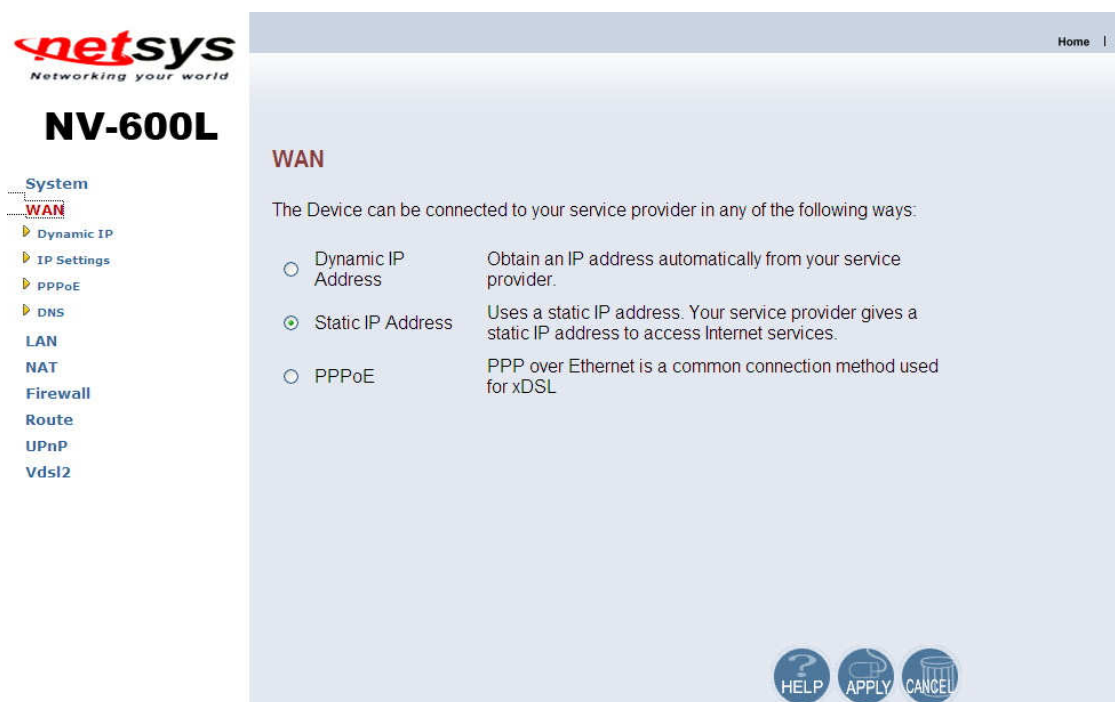 netsys
Networking your world
Home |
NV-600L
System
WAN
Dynamic IP
IP Settings
PPPoE
DNS
LAN
NAT
Firewall
Route
UPnP
Vdsl2
WAN
The Device can be connected to your service provider in any of the following ways:
Dynamic IP
Address
Obtain an IP address automatically from your service
provider.
Static IP Address
Uses a static IP address. Your service provider gives a
static IP address to access Internet services.
PPPoE
PPP over Ethernet is a common connection method used
for xDSL
HELP
APPLY
CANCEL